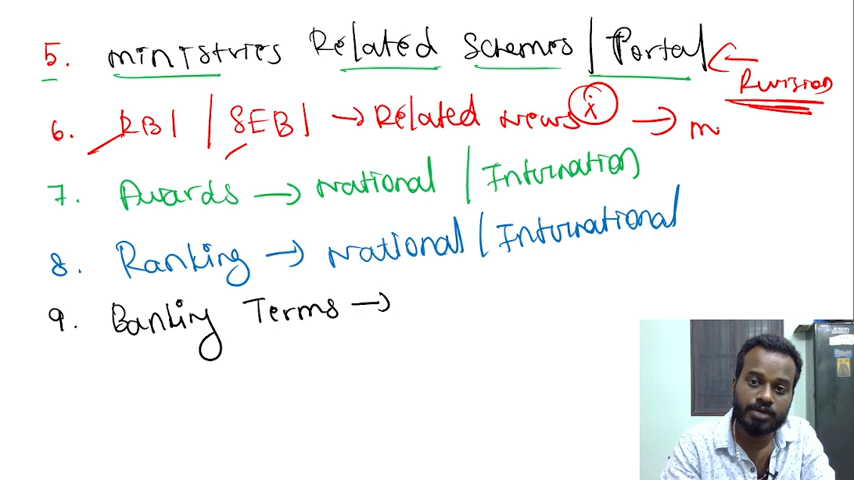 5. Ministries Related Schemes | Portal ←
Revision
6. RBI | SEBI → Related News i → m
7. Awards → National | Internation
8. Ranking → National | International
9. Banking Terms →